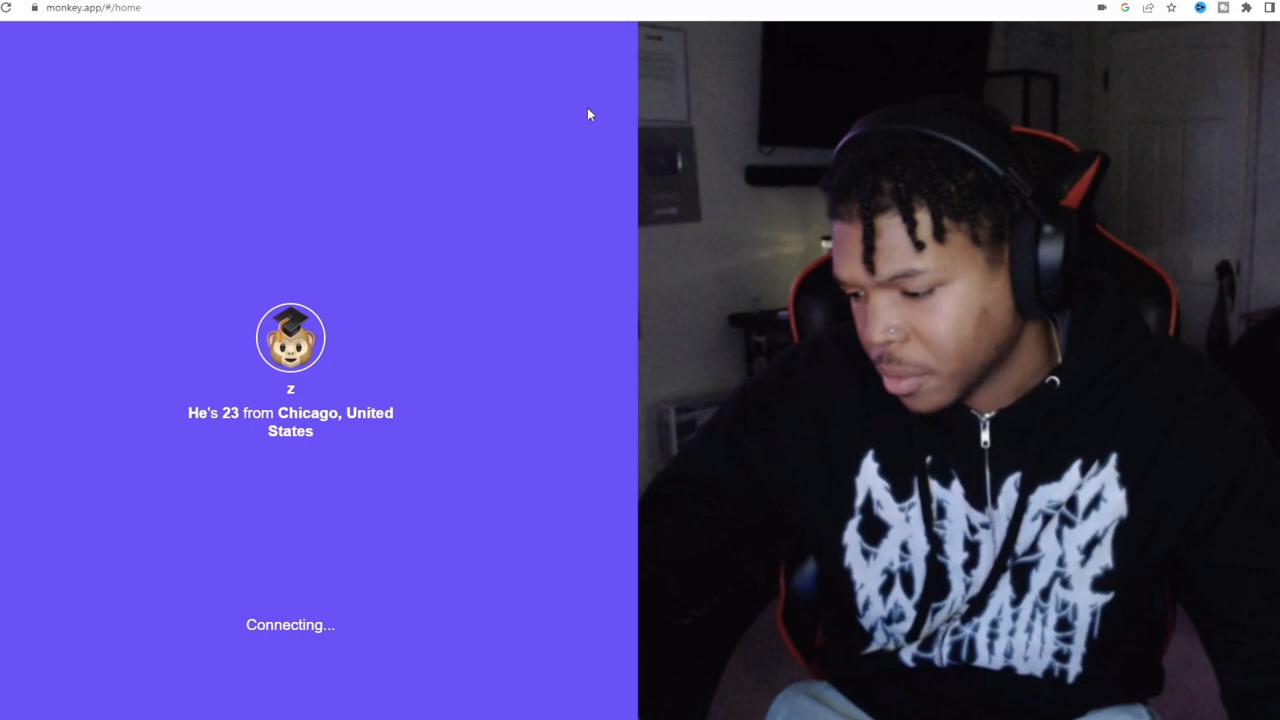 monkey.app/#/home
z
He's 23 from Chicago, United
States
Connecting...